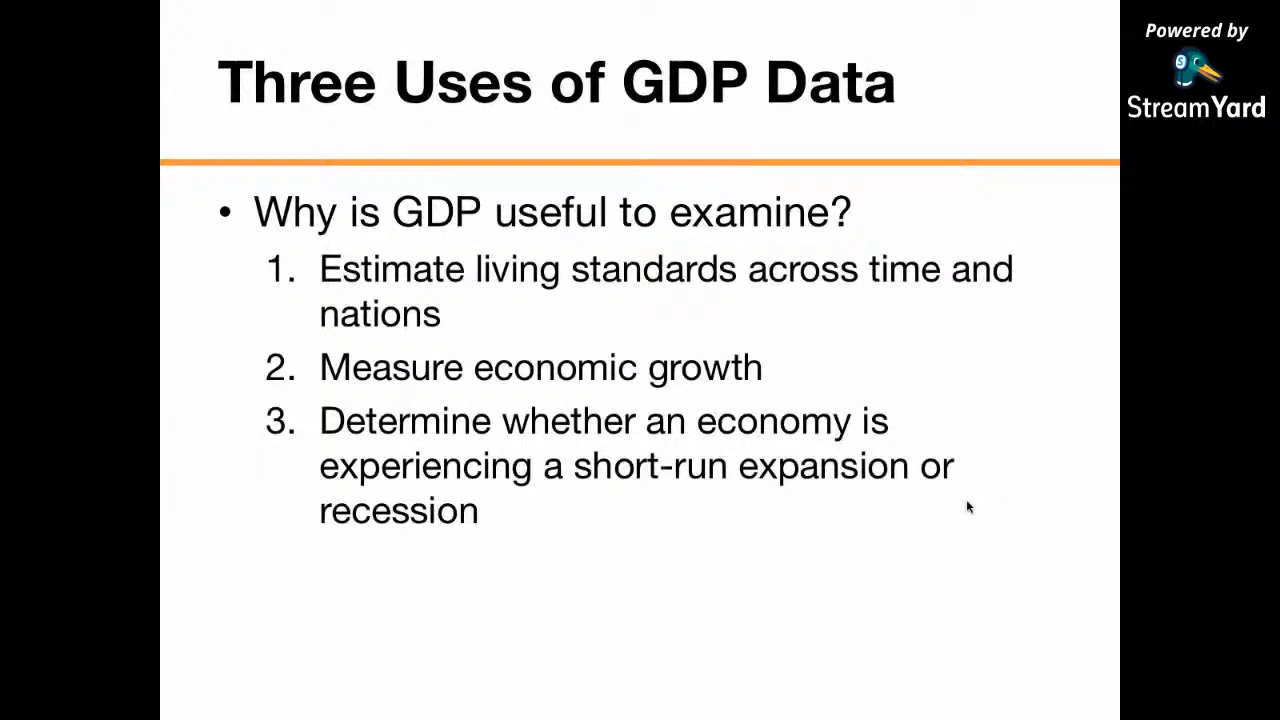 Three Uses of GDP Data
Powered by
StreamYard
• Why is GDP useful to examine?
1. Estimate living standards across time and
nations
2. Measure economic growth
3. Determine whether an economy is
experiencing a short-run expansion or
recession